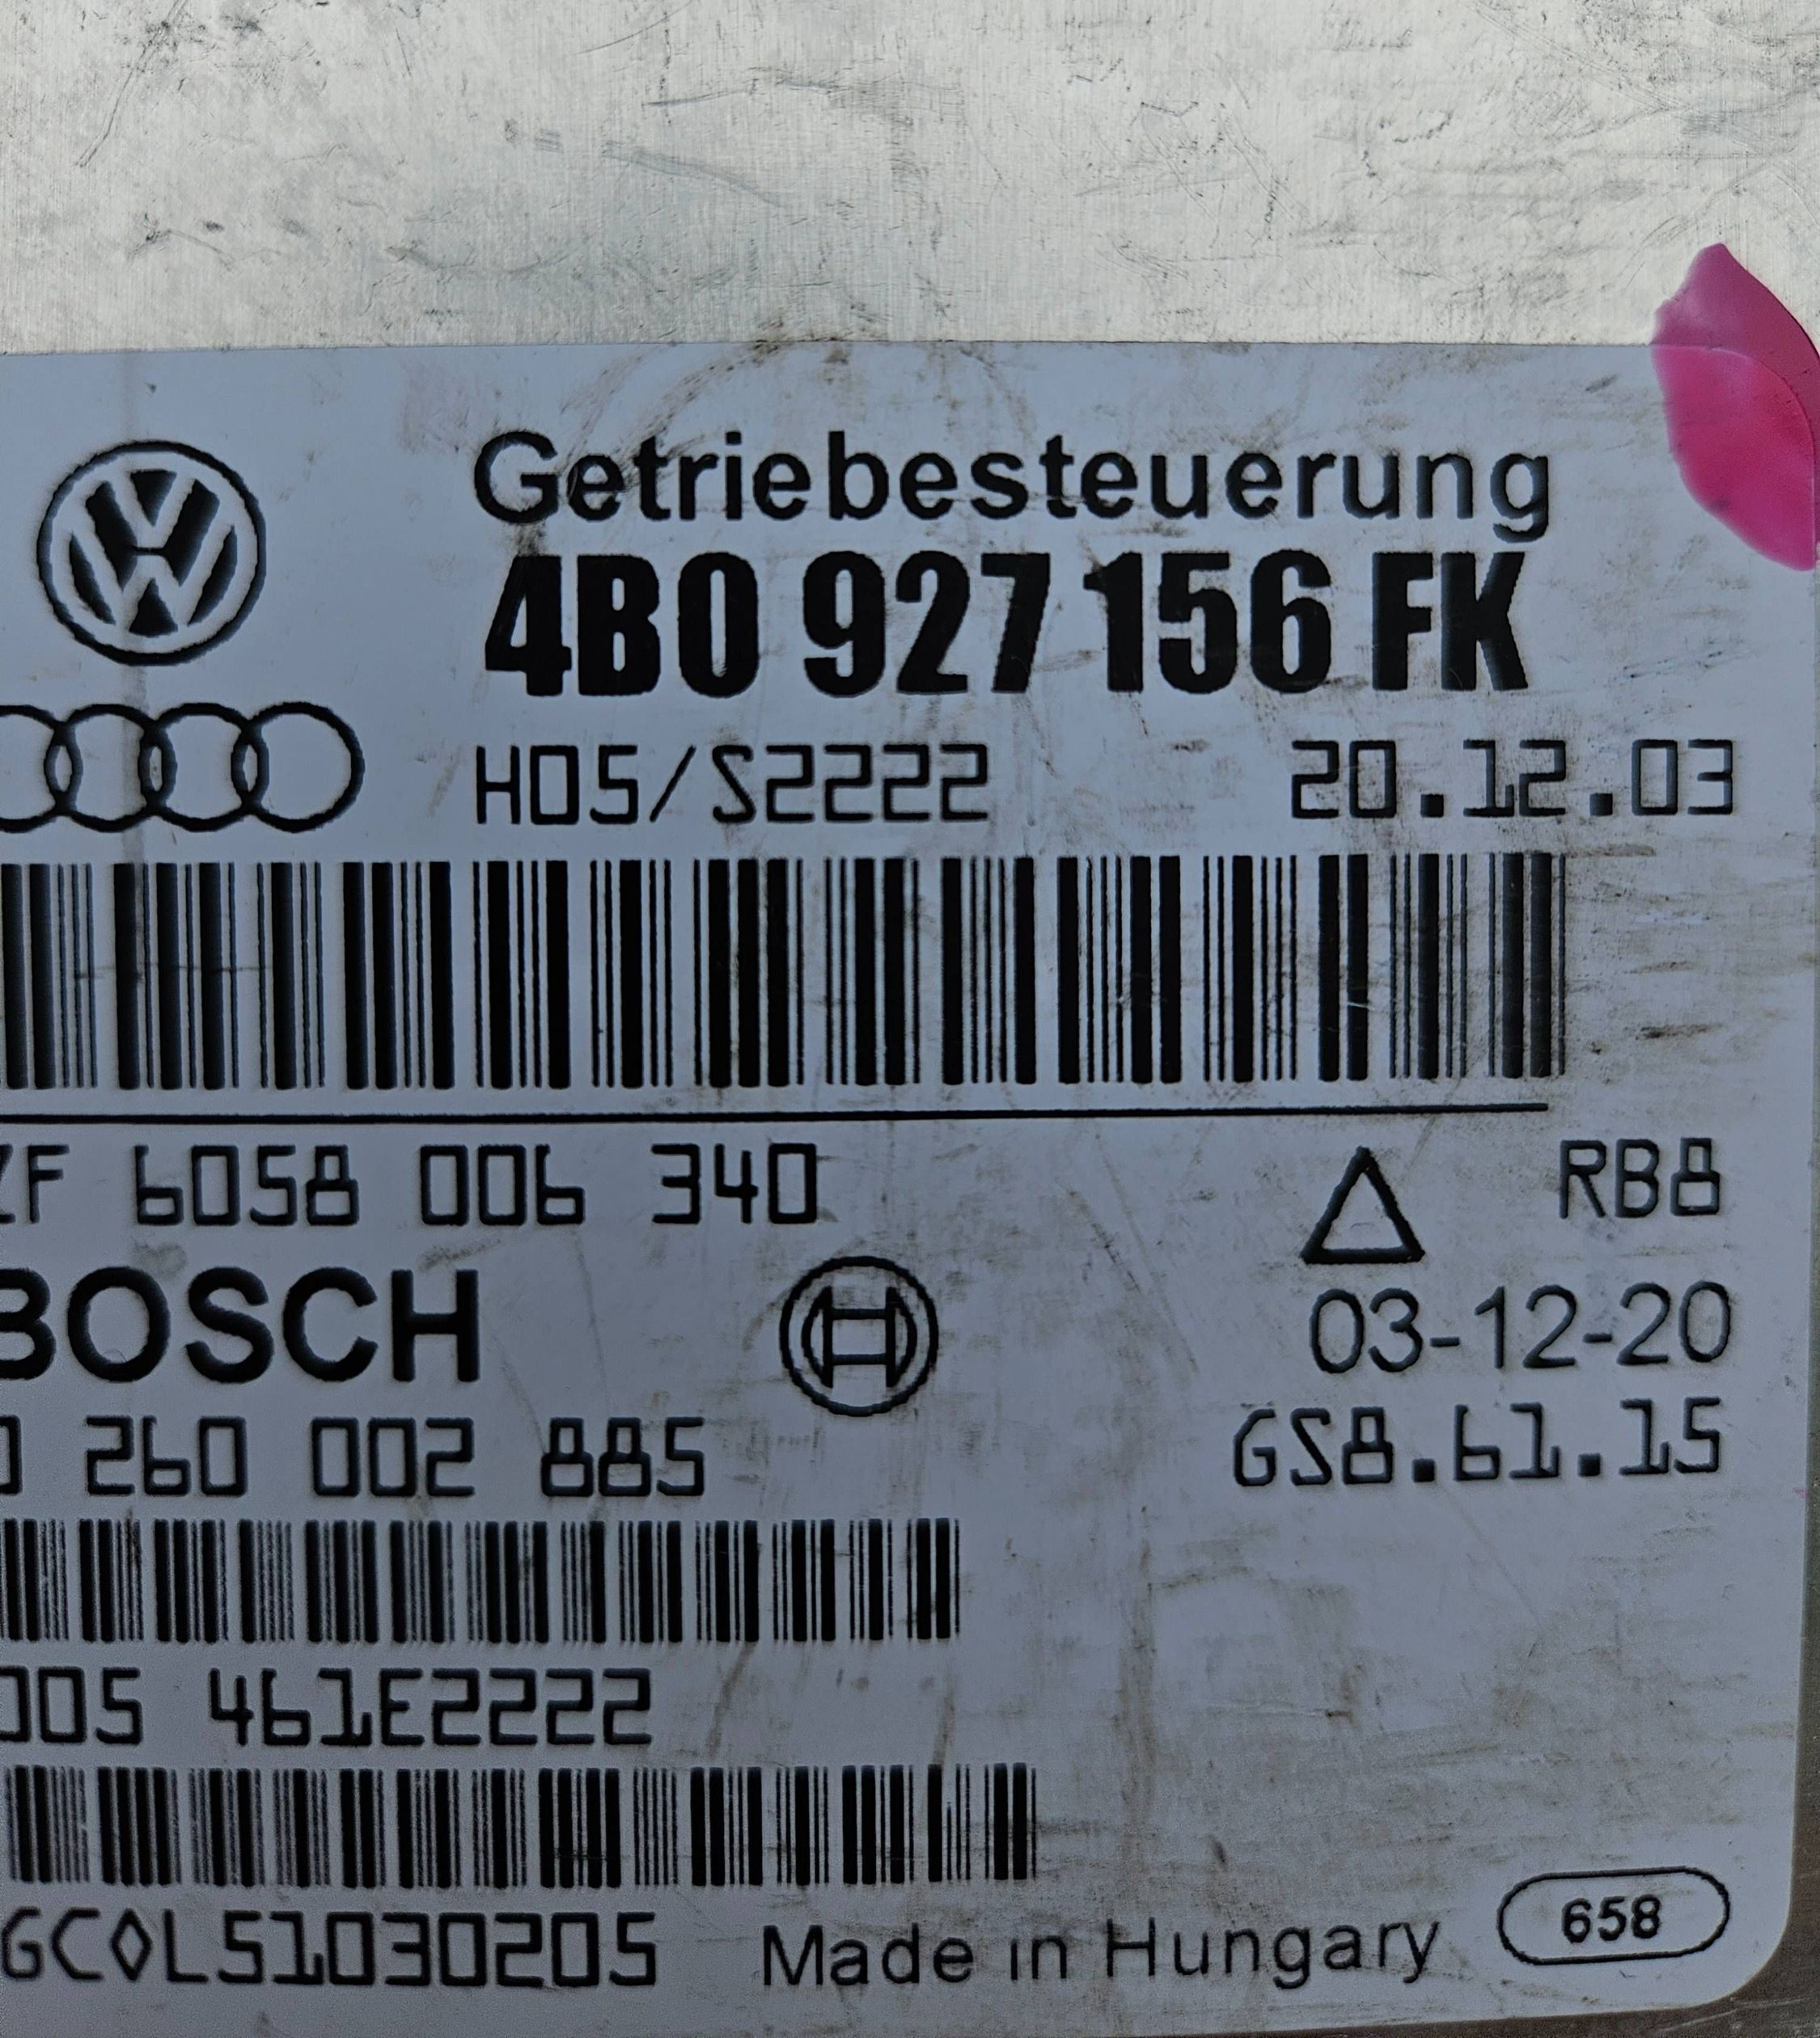 Getriebesteuerung
4B0 927 156 FK
H05/S2222 20.12.03
ZF 6058 006 340 RB8
BOSCH 03-12-20
0 260 002 885 GS8.61.15
005 461E2222
GC0L51030205 Made in Hungary 658